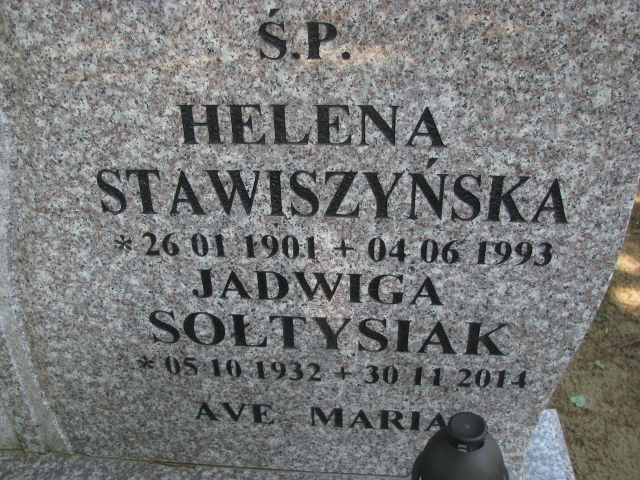 Ś.P.
HELENA
STAWISZYŃSKA
* 26 01 1901 + 04 06 1993
JADWIGA
SOŁTYSIAK
* 05 10 1932 + 30 11 2014
AVE MARIA